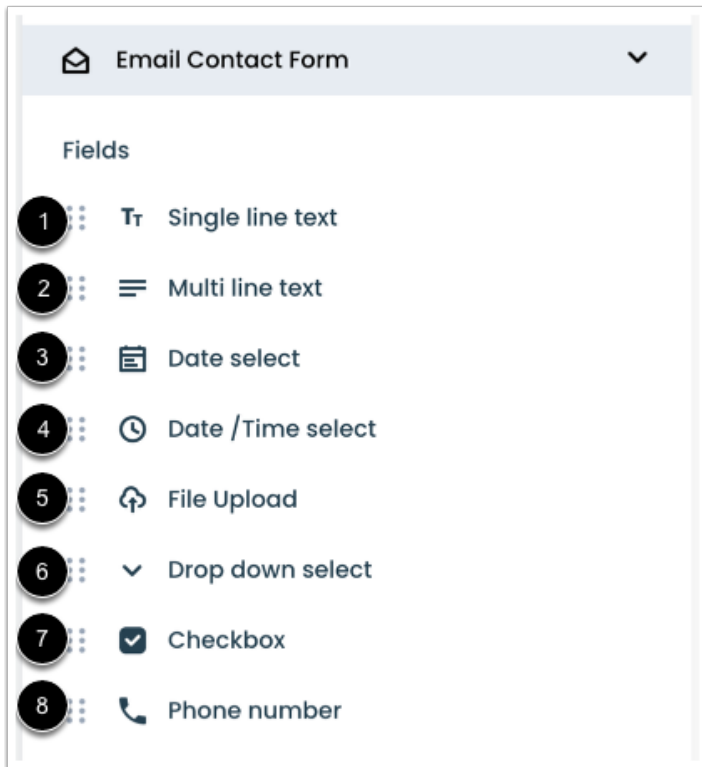 Email Contact Form
Fields
1 Tт Single line text
2 Multi line text
3 Date select
4 Date /Time select
5 File Upload
6 Drop down select
7 Checkbox
8 Phone number